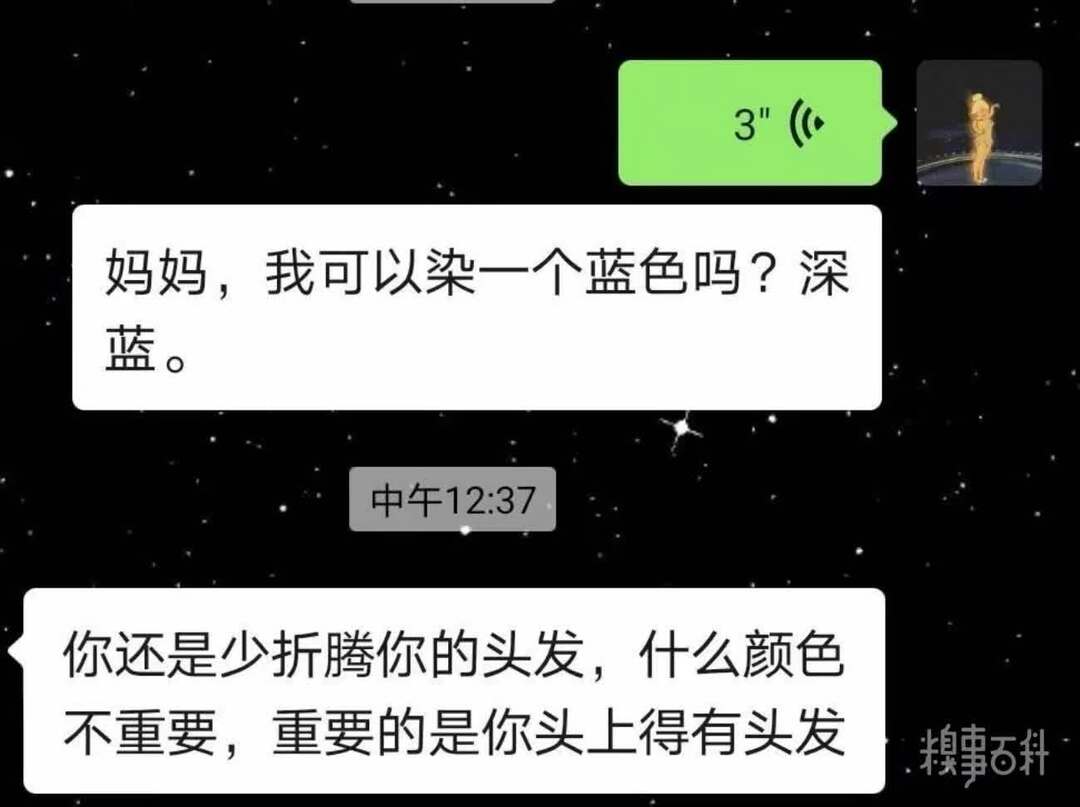 3"
妈妈，我可以染一个蓝色吗？深
蓝。
中午12:37
你还是少折腾你的头发，什么颜色
不重要，重要的是你头上得有头发
糗事百科